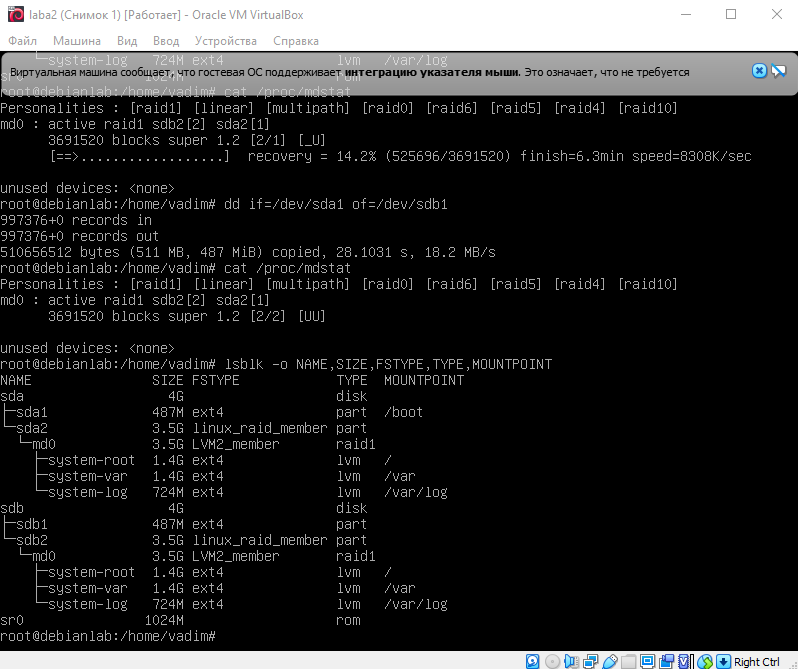 laba2 (Снимок 1) [Работает] - Oracle VM VirtualBox
Файл Машина Вид Ввод Устройства Справка
└─system-log 724M ext4 lvm /var/log
Виртуальная машина сообщает, что гостевая ОС поддерживает интеграцию указателя мыши. Это означает, что не требуется
root@debianlab:/home/vadim# cat /proc/mdstat
Personalities : [raid1] [linear] [multipath] [raid0] [raid6] [raid5] [raid4] [raid10]
md0 : active raid1 sdb2[2] sda2[1]
      3691520 blocks super 1.2 [2/1] [_U]
      [==>..................]  recovery = 14.2% (525696/3691520) finish=6.3min speed=8308K/sec
unused devices: <none>
root@debianlab:/home/vadim# dd if=/dev/sda1 of=/dev/sdb1
997376+0 records in
997376+0 records out
510656512 bytes (511 MB, 487 MiB) copied, 28.1031 s, 18.2 MB/s
root@debianlab:/home/vadim# cat /proc/mdstat
Personalities : [raid1] [linear] [multipath] [raid0] [raid6] [raid5] [raid4] [raid10]
md0 : active raid1 sdb2[2] sda2[1]
      3691520 blocks super 1.2 [2/2] [UU]
unused devices: <none>
root@debianlab:/home/vadim# lsblk -o NAME,SIZE,FSTYPE,TYPE,MOUNTPOINT
NAME               SIZE FSTYPE            TYPE  MOUNTPOINT
sda                  4G                   disk
├─sda1             487M ext4              part  /boot
└─sda2             3.5G linux_raid_member part
  └─md0            3.5G LVM2_member       raid1
    ├─system-root  1.4G ext4              lvm   /
    ├─system-var   1.4G ext4              lvm   /var
    └─system-log   724M ext4              lvm   /var/log
sdb                  4G                   disk
├─sdb1             487M ext4              part
└─sdb2             3.5G linux_raid_member part
  └─md0            3.5G LVM2_member       raid1
    ├─system-root  1.4G ext4              lvm   /
    ├─system-var   1.4G ext4              lvm   /var
    └─system-log   724M ext4              lvm   /var/log
sr0               1024M                   rom
root@debianlab:/home/vadim#
Right Ctrl